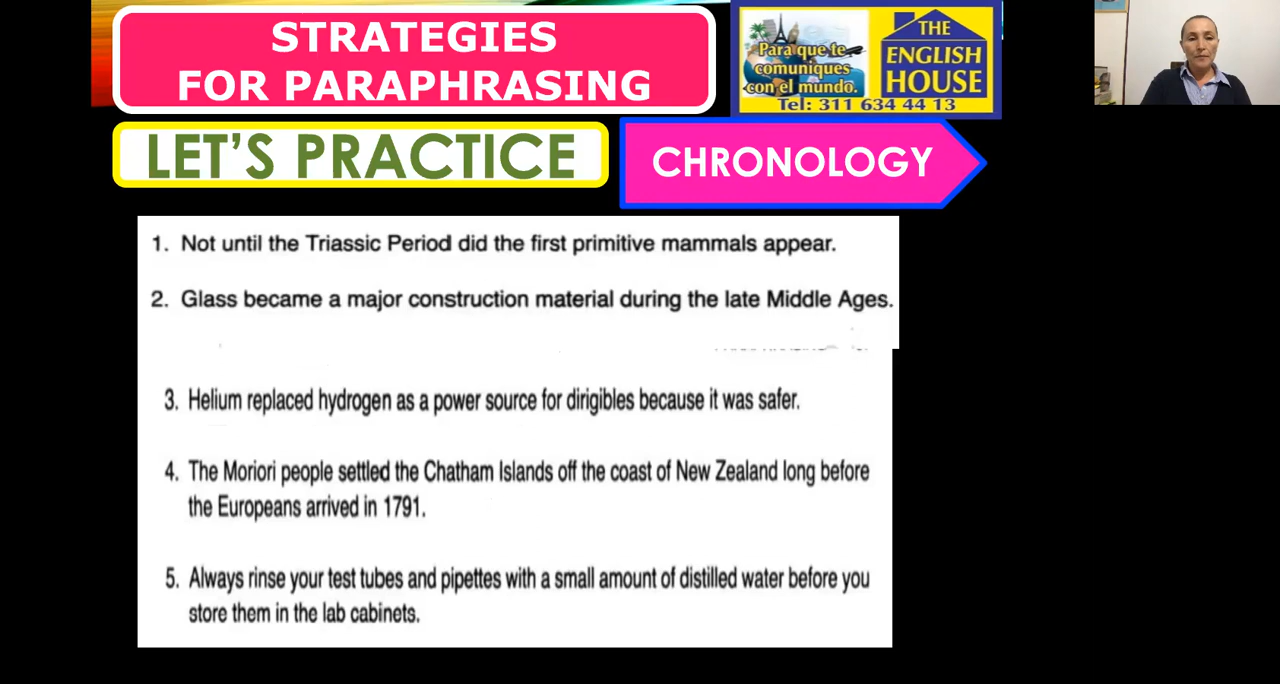 STRATEGIES
FOR PARAPHRASING
Para que te
comuniques
con el mundo.
THE
ENGLISH
HOUSE
Tel: 311 634 44 13
LET'S PRACTICE
CHRONOLOGY
1. Not until the Triassic Period did the first primitive mammals appear.
2. Glass became a major construction material during the late Middle Ages.
3. Helium replaced hydrogen as a power source for dirigibles because it was safer.
4. The Moriori people settled the Chatham Islands off the coast of New Zealand long before
the Europeans arrived in 1791.
5. Always rinse your test tubes and pipettes with a small amount of distilled water before you
store them in the lab cabinets.